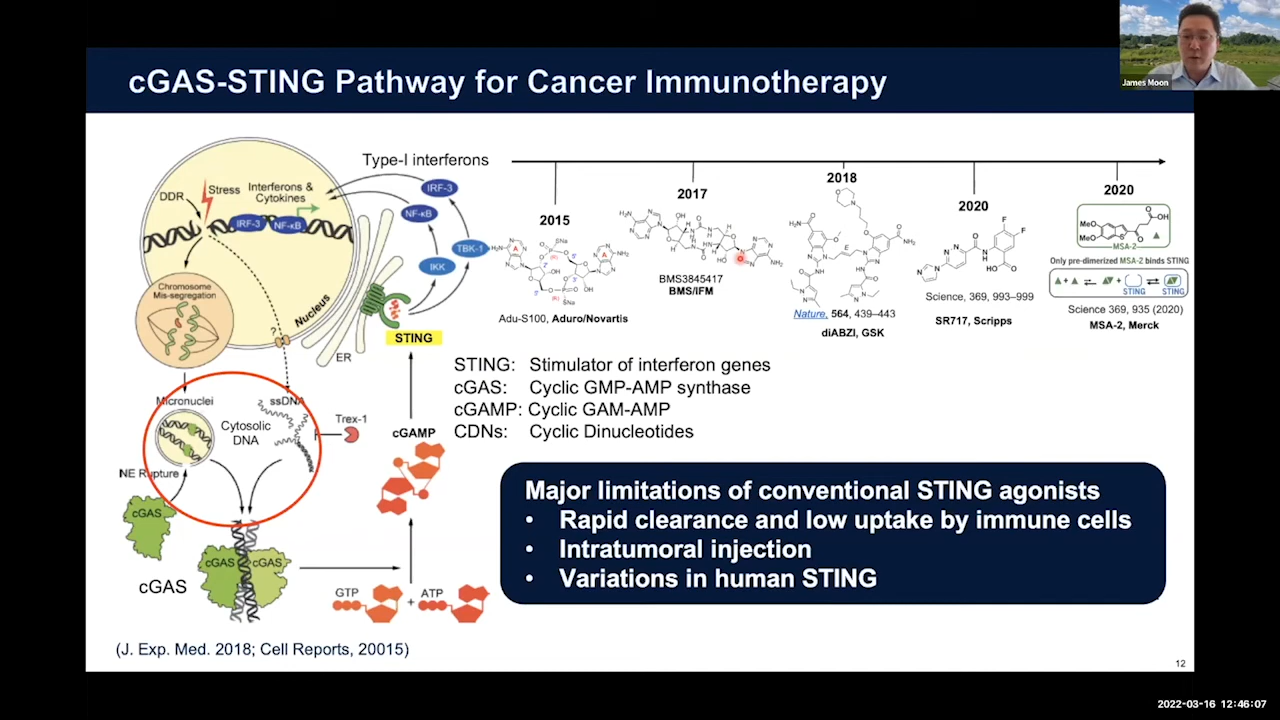 James Moon
cGAS-STING Pathway for Cancer Immunotherapy
Type-I interferons
DDR
Stress
Interferons &
Cytokines
IRF-3
NF-κB
IRF-3
NF-κB
TBK-1
IKK
Chromosome
Mis-segregation
Nucleus
?
ER
STING
Micronuclei
ssDNA
Cytosolic
DNA
Trex-1
NE Rupture
cGAS
cGAS
cGAS
cGAS
cGAMP
GTP
+
ATP
2015
Adu-S100, Aduro/Novartis
2017
BMS3845417
BMS/IFM
2018
Nature, 564, 439–443
diABZI, GSK
2020
Science, 369, 993–999
SR717, Scripps
2020
MSA-2
Only pre-dimerized MSA-2 binds STING
STING
STING
Science 369, 935 (2020)
MSA-2, Merck
STING: Stimulator of interferon genes
cGAS: Cyclic GMP-AMP synthase
cGAMP: Cyclic GAM-AMP
CDNs: Cyclic Dinucleotides
Major limitations of conventional STING agonists
• Rapid clearance and low uptake by immune cells
• Intratumoral injection
• Variations in human STING
(J. Exp. Med. 2018; Cell Reports, 20015)
12
2022-03-16 12:46:07